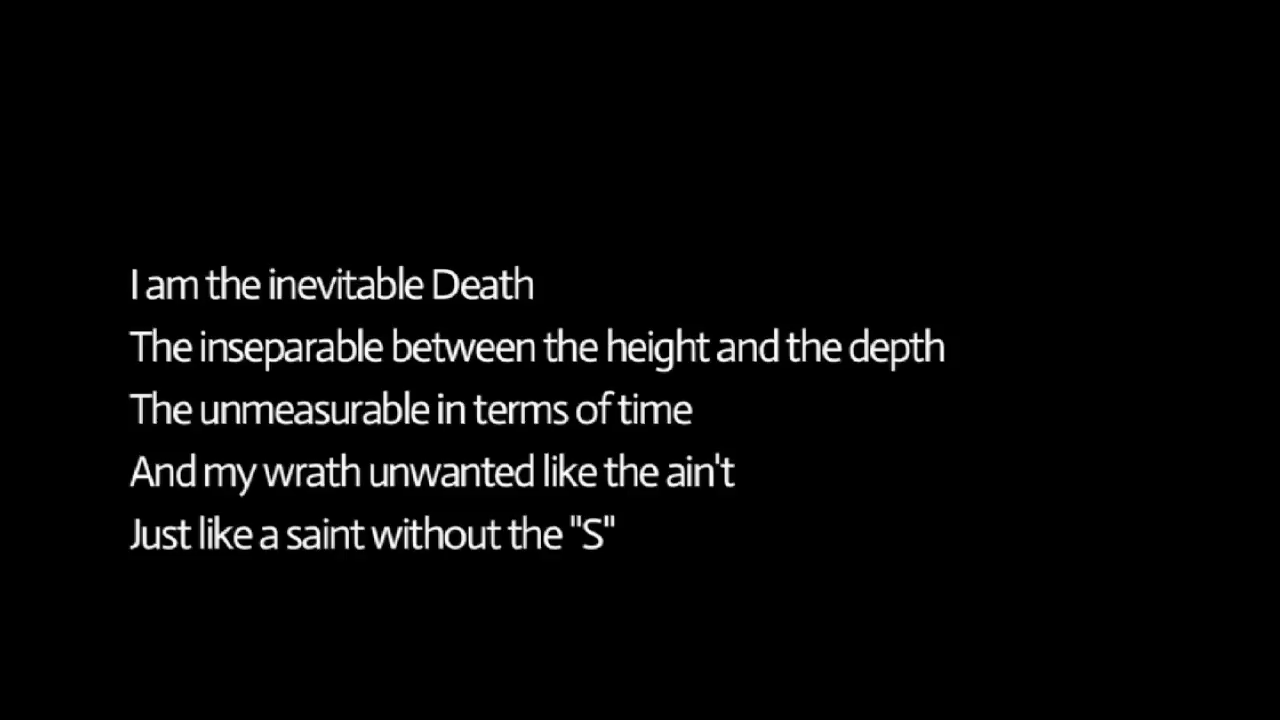 I am the inevitable Death
The inseparable between the height and the depth
The unmeasurable in terms of time
And my wrath unwanted like the ain't
Just like a saint without the "S"